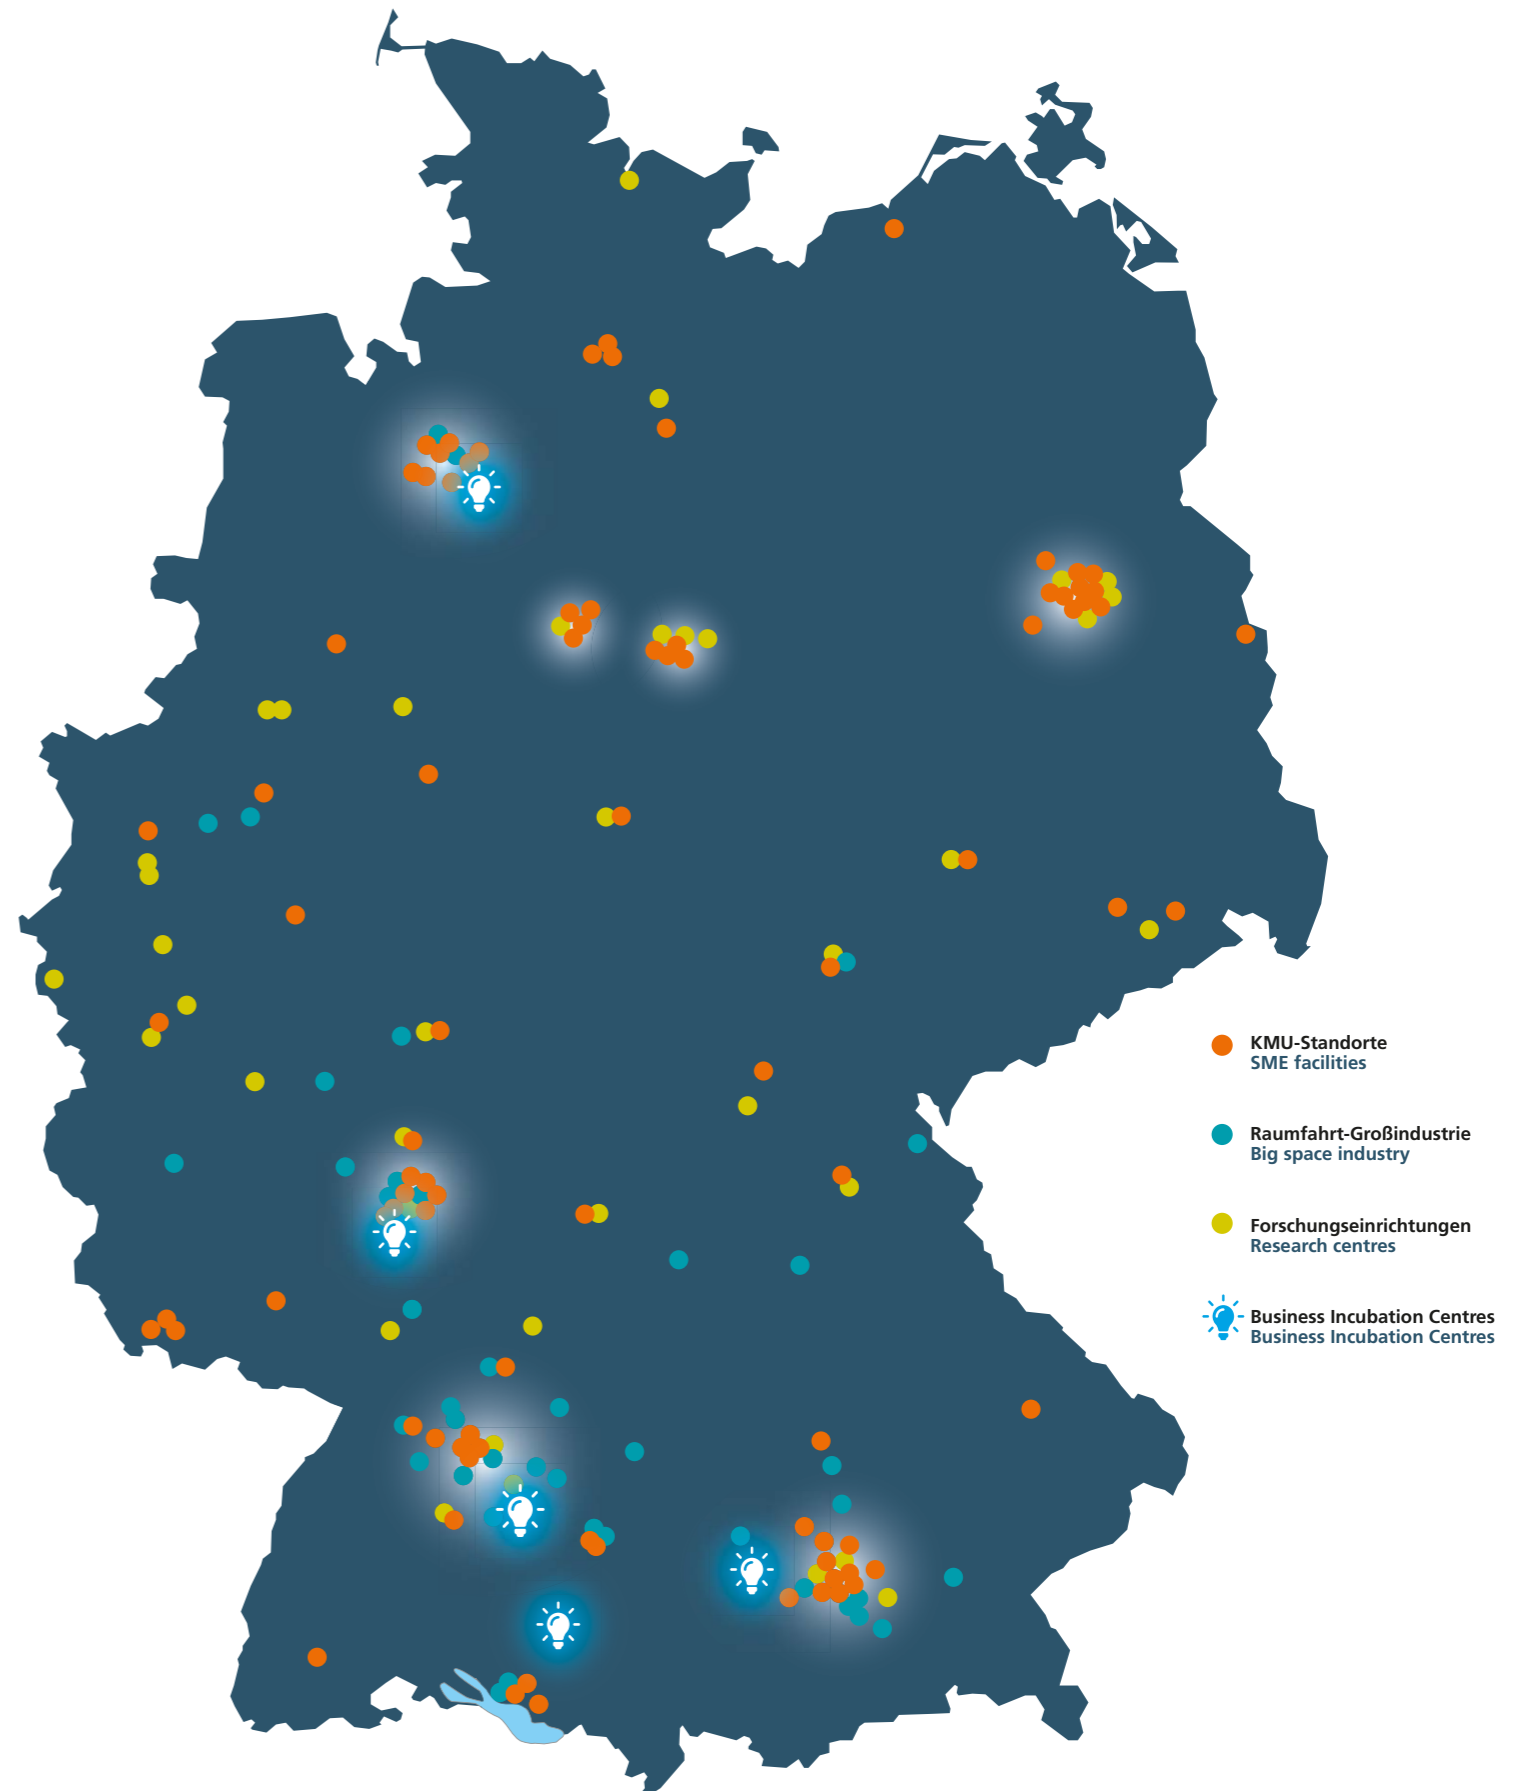 KMU-Standorte
SME facilities
Raumfahrt-Großindustrie
Big space industry
Forschungseinrichtungen
Research centres
Business Incubation Centres
Business Incubation Centres